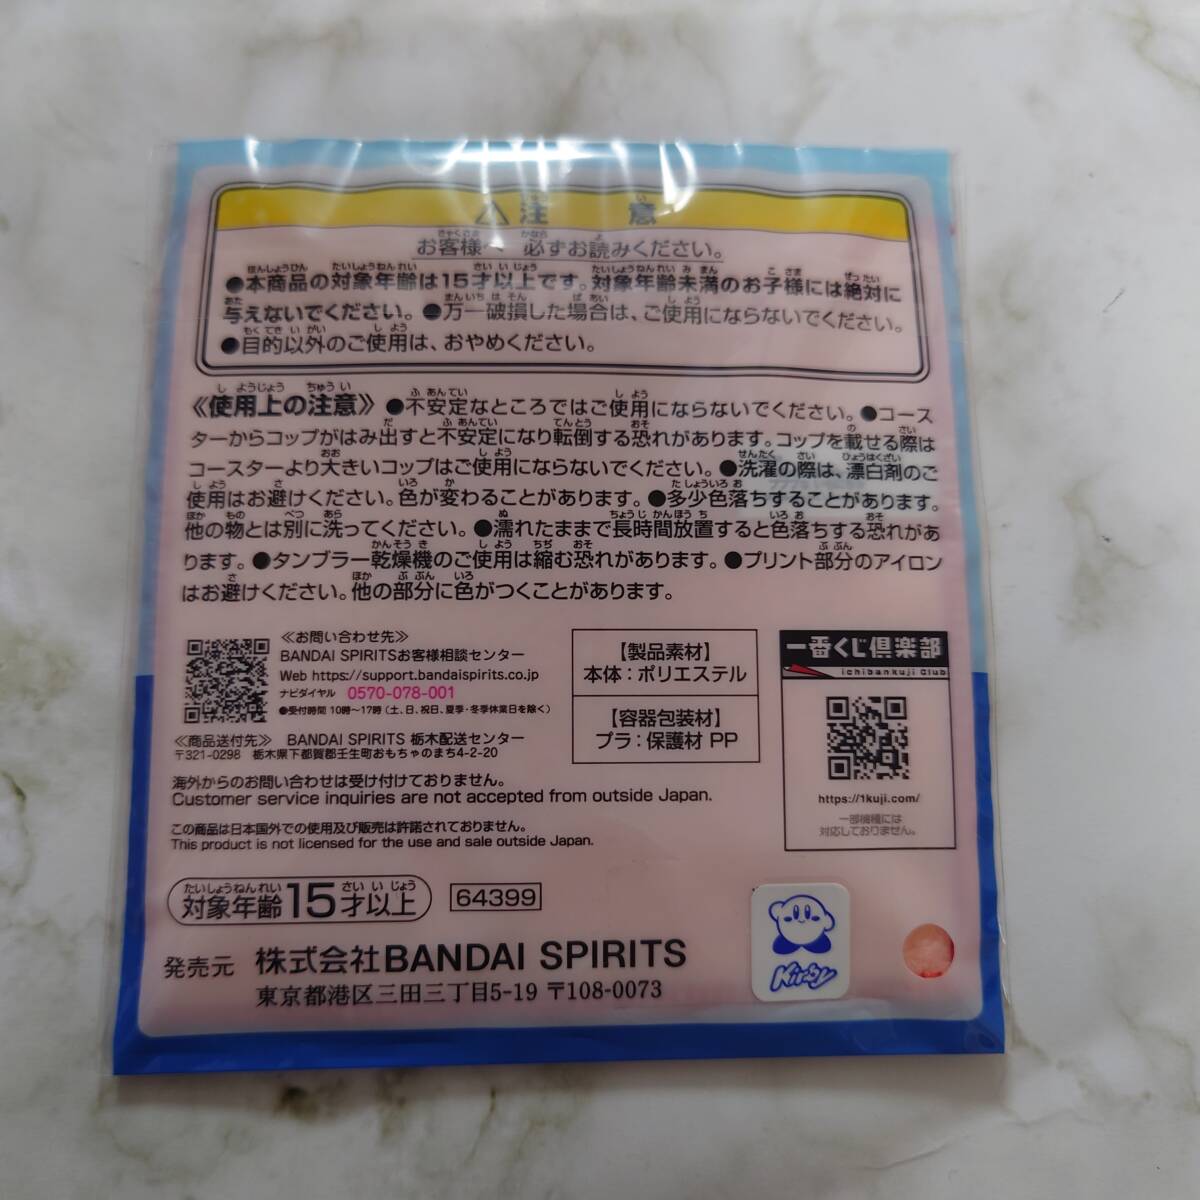 ⚠注意
お客様へ 必ずお読みください。
●本商品の対象年齢は15才以上です。対象年齢未満のお子様には絶対に
与えないでください。●万一破損した場合は、ご使用にならないでください。
●目的以外のご使用は、おやめください。
《使用上の注意》●不安定なところではご使用にならないでください。●コース
ターからコップがはみ出すと不安定になり転倒する恐れがあります。コップを載せる際は
コースターより大きいコップはご使用にならないでください。●洗濯の際は、漂白剤のご
使用はお避けください。色が変わることがあります。●多少色落ちすることがあります。
他の物とは別に洗ってください。●濡れたままで長時間放置すると色落ちする恐れがあ
ります。●タンブラー乾燥機のご使用は縮む恐れがあります。●プリント部分のアイロン
はお避けください。他の部分に色がつくことがあります。
≪お問い合わせ先≫
BANDAI SPIRITSお客様相談センター
Web https://support.bandaispirits.co.jp
ナビダイヤル 0570-078-001
●受付時間 10時〜17時(土、日、祝日、夏季・冬季休業日を除く)
≪商品送付先≫ BANDAI SPIRITS 栃木配送センター
〒321-0298 栃木県下都賀郡壬生町おもちゃのまち4-2-20
【製品素材】
本体：ポリエステル
【容器包装材】
プラ：保護材 PP
一番くじ倶楽部
ichibankuji Club
https://1kuji.com/
一部機種には
対応しておりません。
海外からのお問い合わせは受け付けておりません。
Customer service inquiries are not accepted from outside Japan.
この商品は日本国外での使用及び販売は許諾されておりません。
This product is not licensed for the use and sale outside Japan.
対象年齢15才以上
64399
発売元 株式会社BANDAI SPIRITS
東京都港区三田三丁目5-19 〒108-0073
Kirby